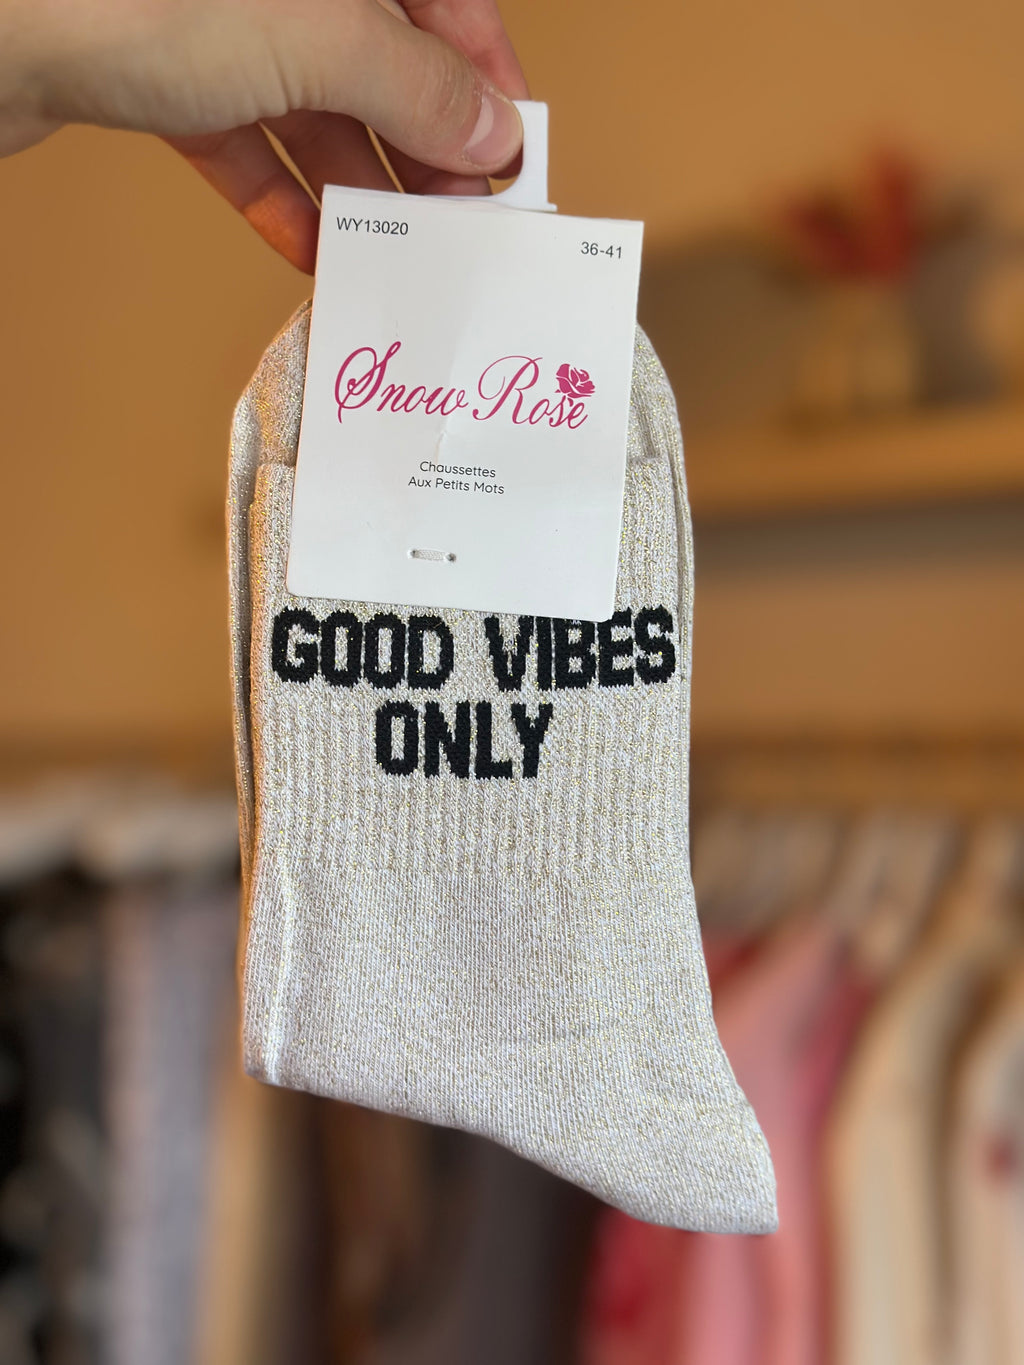 WY13020
36-41
Snow Rose
Chaussettes
Aux Petits Mots
GOOD VIBES
ONLY